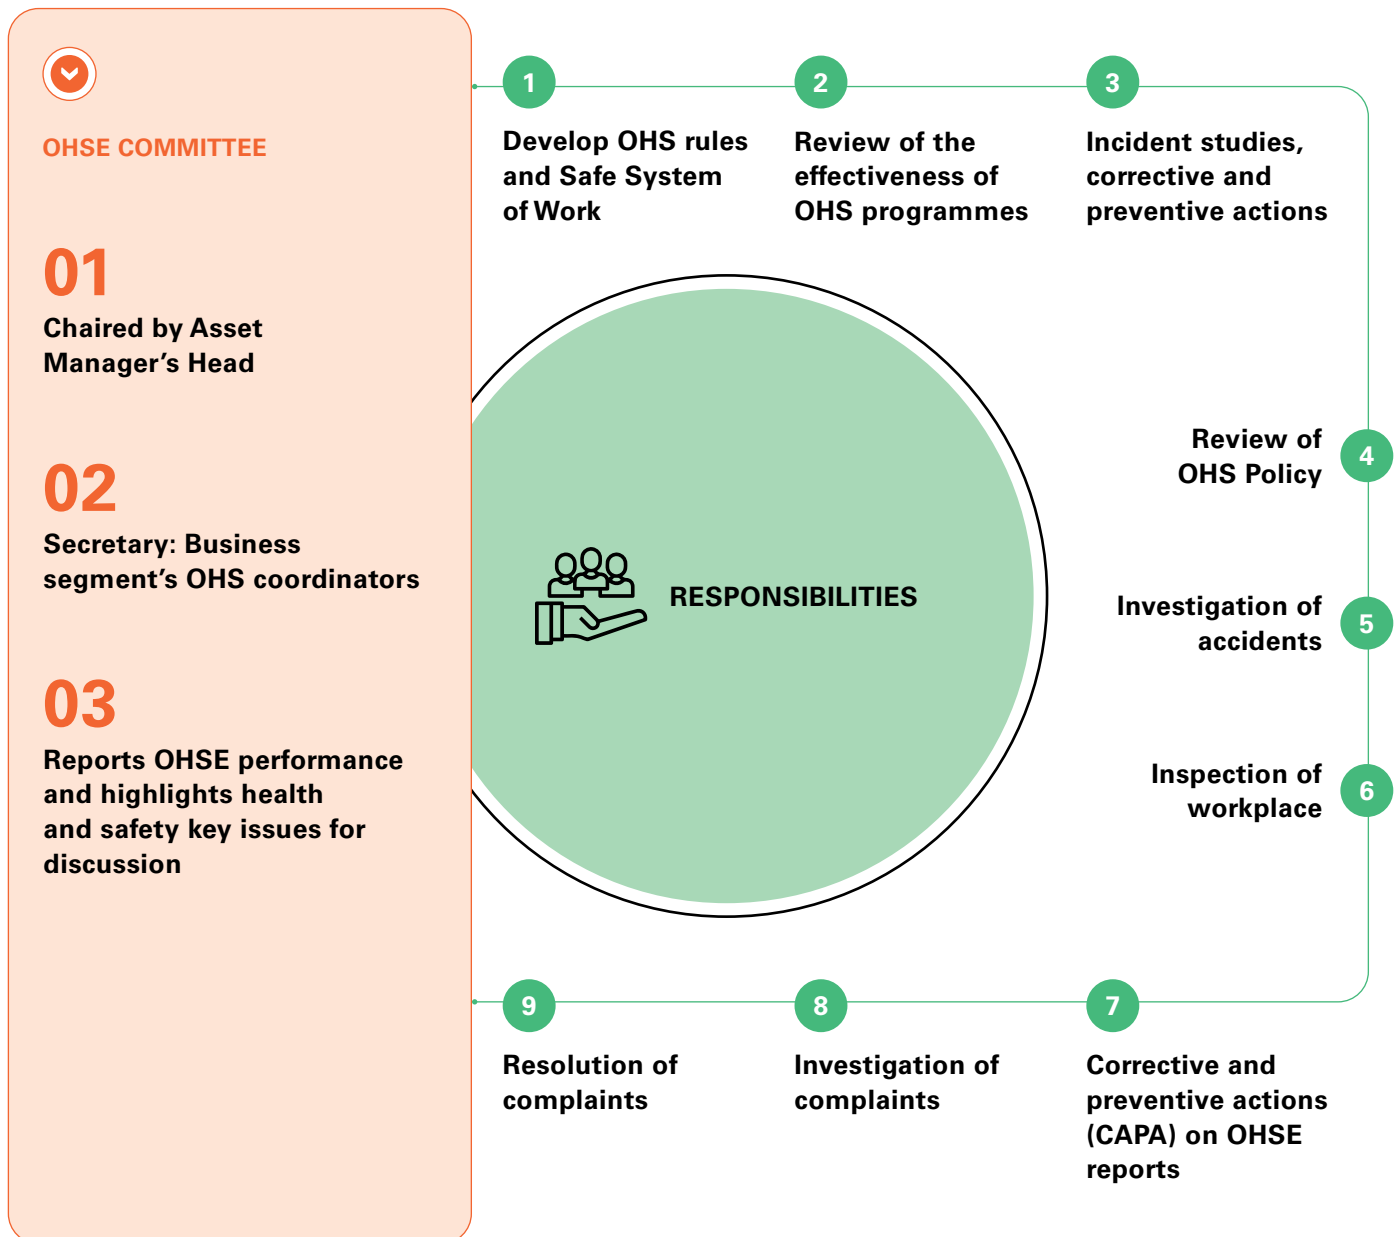 OHSE COMMITTEE
01
Chaired by Asset
Manager’s Head
02
Secretary: Business
segment’s OHS coordinators
03
Reports OHSE performance
and highlights health
and safety key issues for
discussion
RESPONSIBILITIES
1
Develop OHS rules
and Safe System
of Work
2
Review of the
effectiveness of
OHS programmes
3
Incident studies,
corrective and
preventive actions
4
Review of
OHS Policy
5
Investigation of
accidents
6
Inspection of
workplace
7
Corrective and
preventive actions
(CAPA) on OHSE
reports
8
Investigation of
complaints
9
Resolution of
complaints